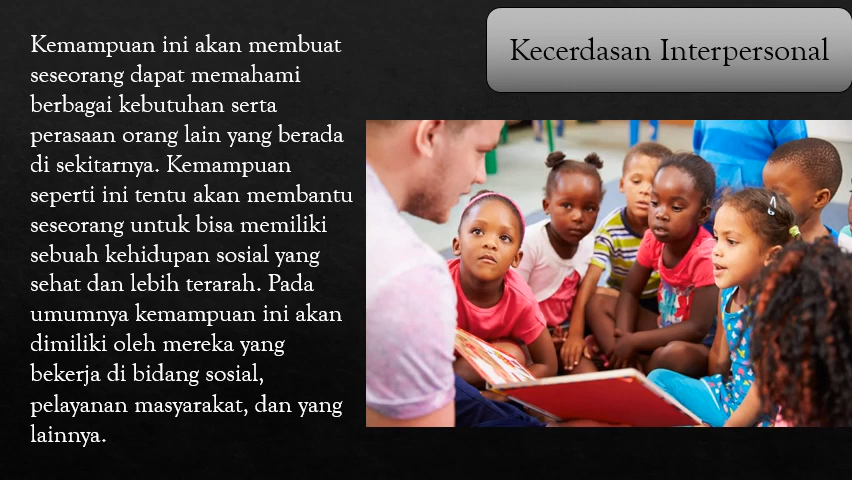 Kecerdasan Interpersonal
Kemampuan ini akan membuat
seseorang dapat memahami
berbagai kebutuhan serta
perasaan orang lain yang berada
di sekitarnya. Kemampuan
seperti ini tentu akan membantu
seseorang untuk bisa memiliki
sebuah kehidupan sosial yang
sehat dan lebih terarah. Pada
umumnya kemampuan ini akan
dimiliki oleh mereka yang
bekerja di bidang sosial,
pelayanan masyarakat, dan yang
lainnya.